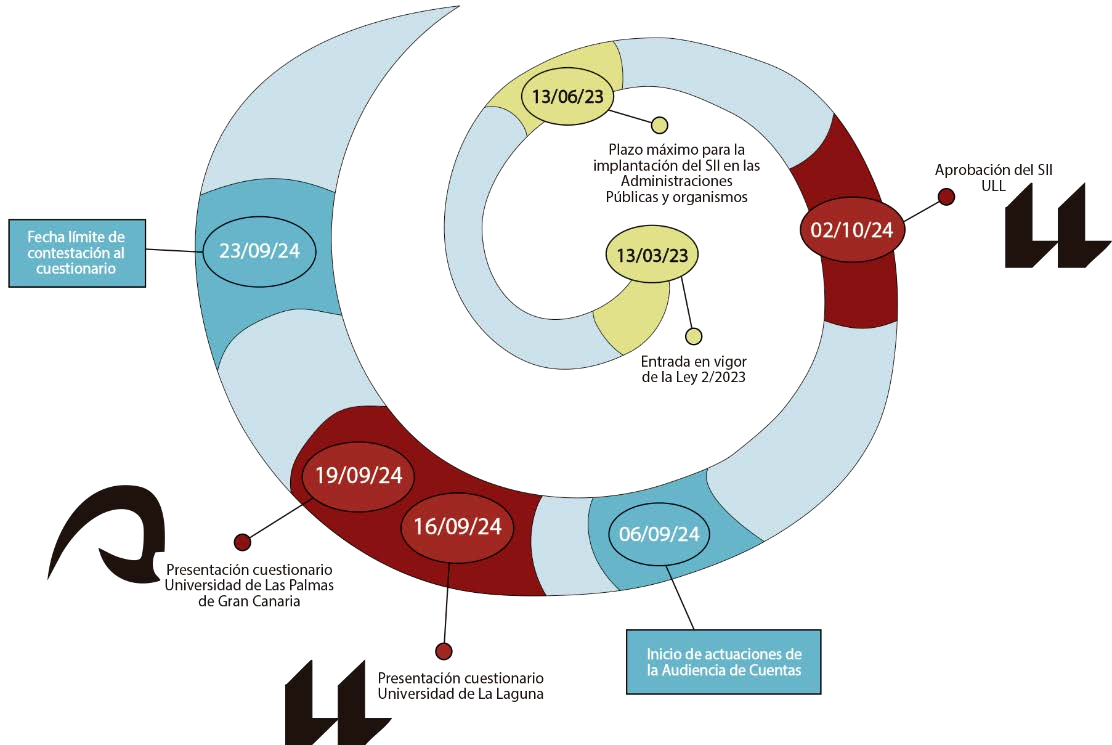 13/06/23
Plazo máximo para la
implantación del SII en las
Administraciones
Públicas y organismos
Aprobación del SII
ULL
02/10/24
13/03/23
Entrada en vigor
de la Ley 2/2023
Fecha límite de
contestación al
cuestionario
23/09/24
19/09/24
16/09/24
06/09/24
Presentación cuestionario
Universidad de Las Palmas
de Gran Canaria
Inicio de actuaciones de
la Audiencia de Cuentas
Presentación cuestionario
Universidad de La Laguna